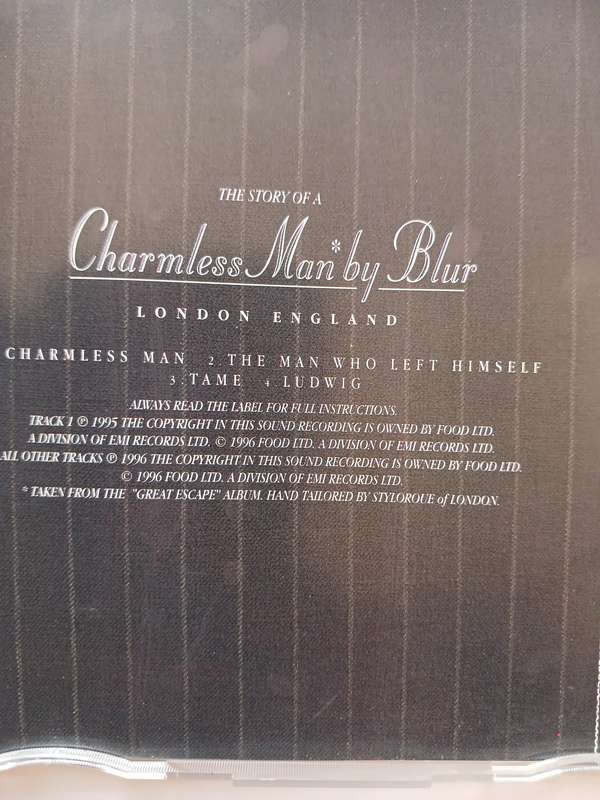 THE STORY OF A
Charmless Man* by Blur
LONDON ENGLAND
CHARMLESS MAN 2. THE MAN WHO LEFT HIMSELF
3. TAME 4. LUDWIG
ALWAYS READ THE LABEL FOR FULL INSTRUCTIONS.
TRACK 1 ℗ 1995 THE COPYRIGHT IN THIS SOUND RECORDING IS OWNED BY FOOD LTD.
A DIVISION OF EMI RECORDS LTD. © 1996 FOOD LTD. A DIVISION OF EMI RECORDS LTD.
ALL OTHER TRACKS ℗ 1996 THE COPYRIGHT IN THIS SOUND RECORDING IS OWNED BY FOOD LTD.
© 1996 FOOD LTD. A DIVISION OF EMI RECORDS LTD.
* TAKEN FROM THE "GREAT ESCAPE" ALBUM. HAND TAILORED BY STYLOROUE of LONDON.